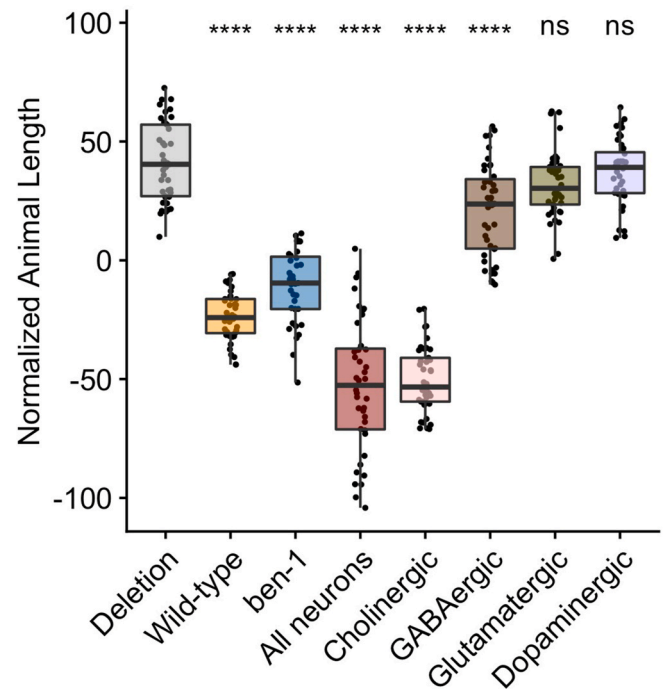 100
**** **** **** **** **** ns ns
50
0
-50
-100
Normalized Animal Length
Deletion
Wild-type
ben-1
All neurons
Cholinergic
GABAergic
Glutamatergic
Dopaminergic